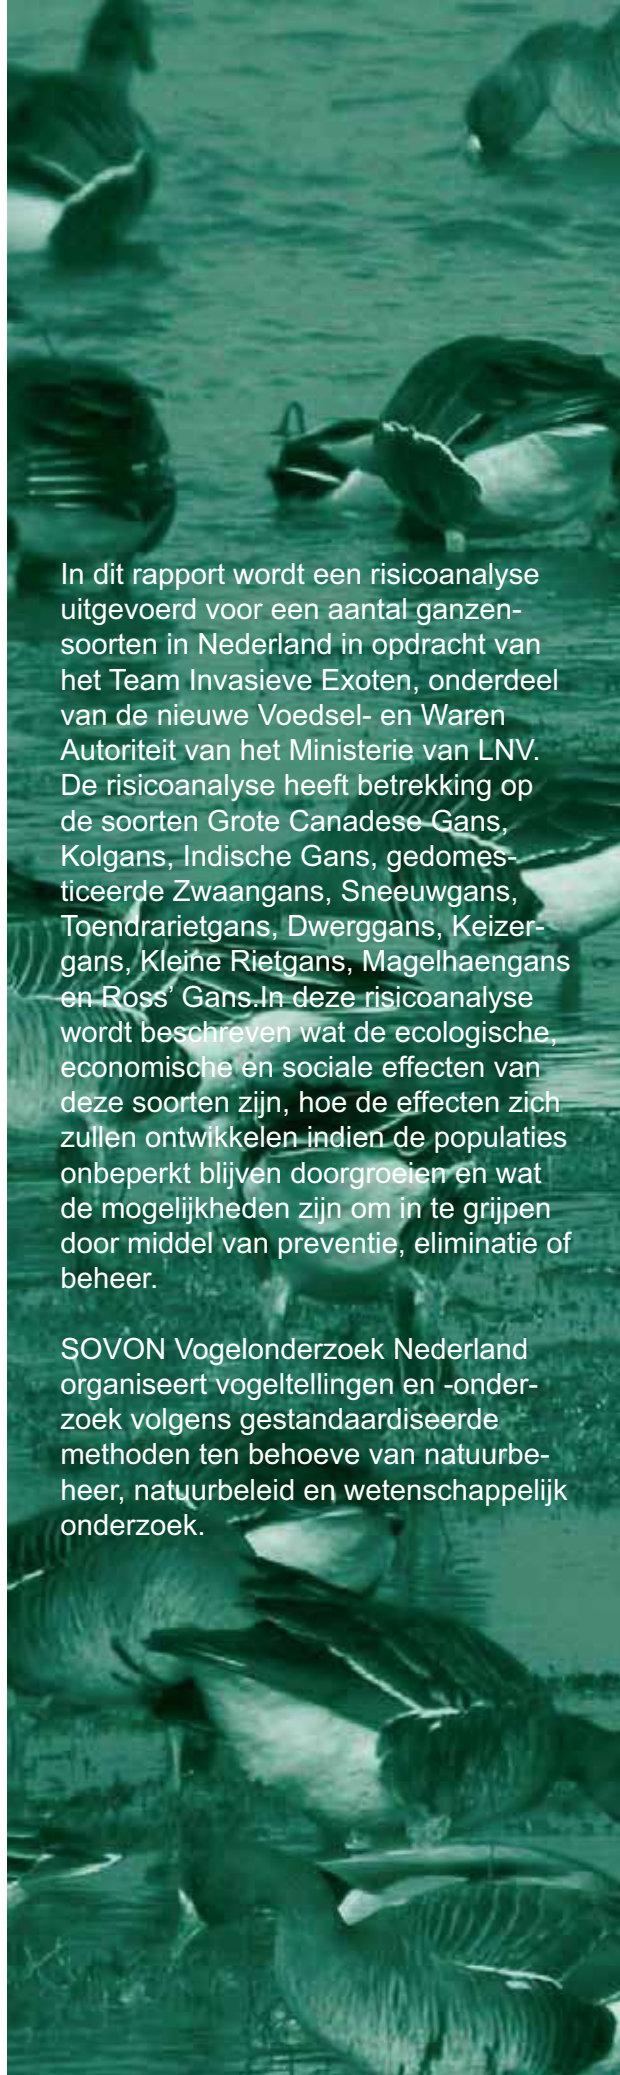 In dit rapport wordt een risicoanalyse
uitgevoerd voor een aantal ganzen-
soorten in Nederland in opdracht van
het Team Invasieve Exoten, onderdeel
van de nieuwe Voedsel- en Waren
Autoriteit van het Ministerie van LNV.
De risicoanalyse heeft betrekking op
de soorten Grote Canadese Gans,
Kolgans, Indische Gans, gedomes-
ticeerde Zwaangans, Sneeuwgans,
Toendrarietgans, Dwerggans, Keizer-
gans, Kleine Rietgans, Magelhaengans
en Ross’ Gans.In deze risicoanalyse
wordt beschreven wat de ecologische,
economische en sociale effecten van
deze soorten zijn, hoe de effecten zich
zullen ontwikkelen indien de populaties
onbeperkt blijven doorgroeien en wat
de mogelijkheden zijn om in te grijpen
door middel van preventie, eliminatie of
beheer.

SOVON Vogelonderzoek Nederland
organiseert vogeltellingen en -onder-
zoek volgens gestandaardiseerde
methoden ten behoeve van natuurbe-
heer, natuurbeleid en wetenschappelijk
onderzoek.